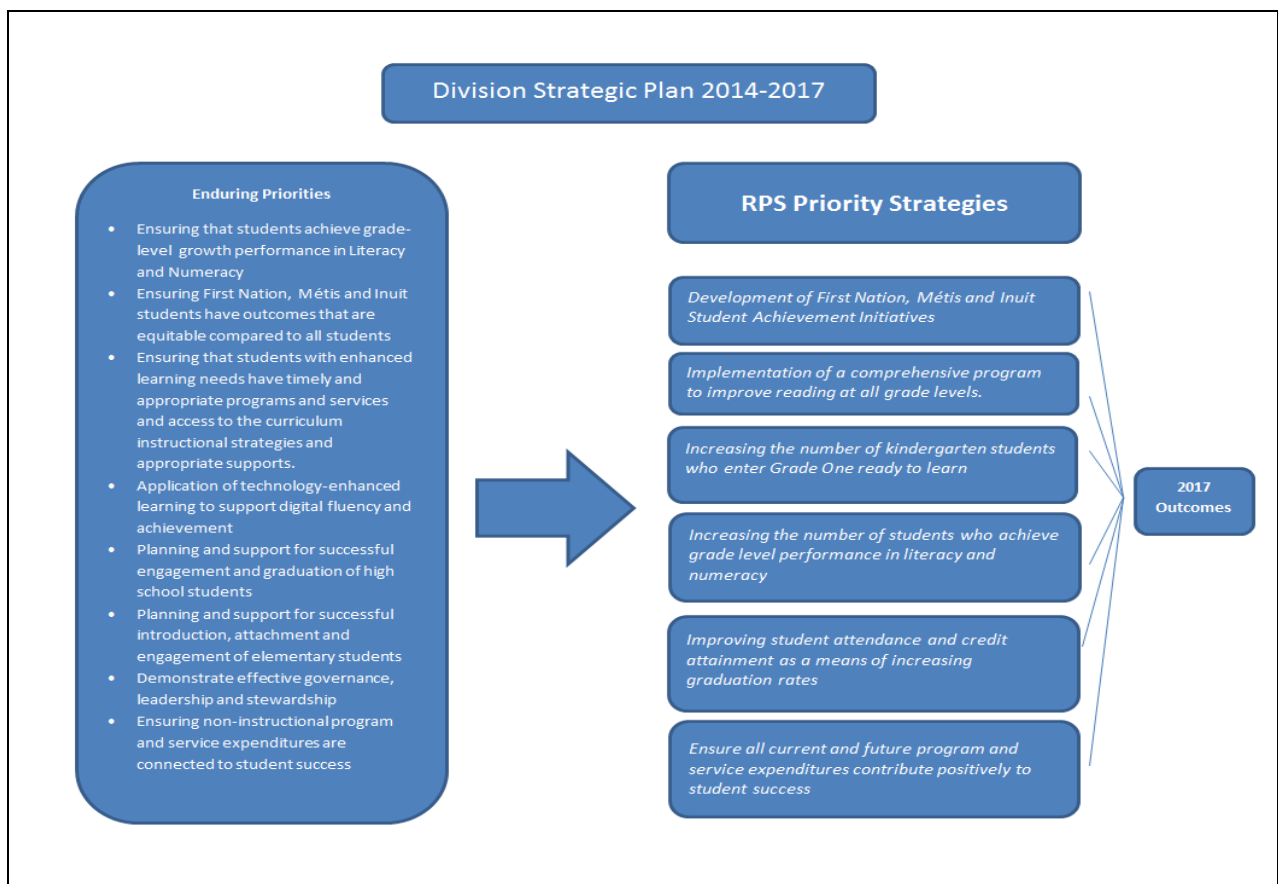 Division Strategic Plan 2014-2017
Enduring Priorities
• Ensuring that students achieve grade-
level growth performance in Literacy
and Numeracy
• Ensuring First Nation, Métis and Inuit
students have outcomes that are
equitable compared to all students
• Ensuring that students with enhanced
learning needs have timely and
appropriate programs and services
and access to the curriculum
instructional strategies and
appropriate supports.
• Application of technology-enhanced
learning to support digital fluency and
achievement
• Planning and support for successful
engagement and graduation of high
school students
• Planning and support for successful
introduction, attachment and
engagement of elementary students
• Demonstrate effective governance,
leadership and stewardship
• Ensuring non-instructional program
and service expenditures are
connected to student success
RPS Priority Strategies
Development of First Nation, Métis and Inuit
Student Achievement Initiatives
Implementation of a comprehensive program
to improve reading at all grade levels.
Increasing the number of kindergarten students
who enter Grade One ready to learn
Increasing the number of students who achieve
grade level performance in literacy and
numeracy
Improving student attendance and credit
attainment as a means of increasing
graduation rates
Ensure all current and future program and
service expenditures contribute positively to
student success
2017
Outcomes